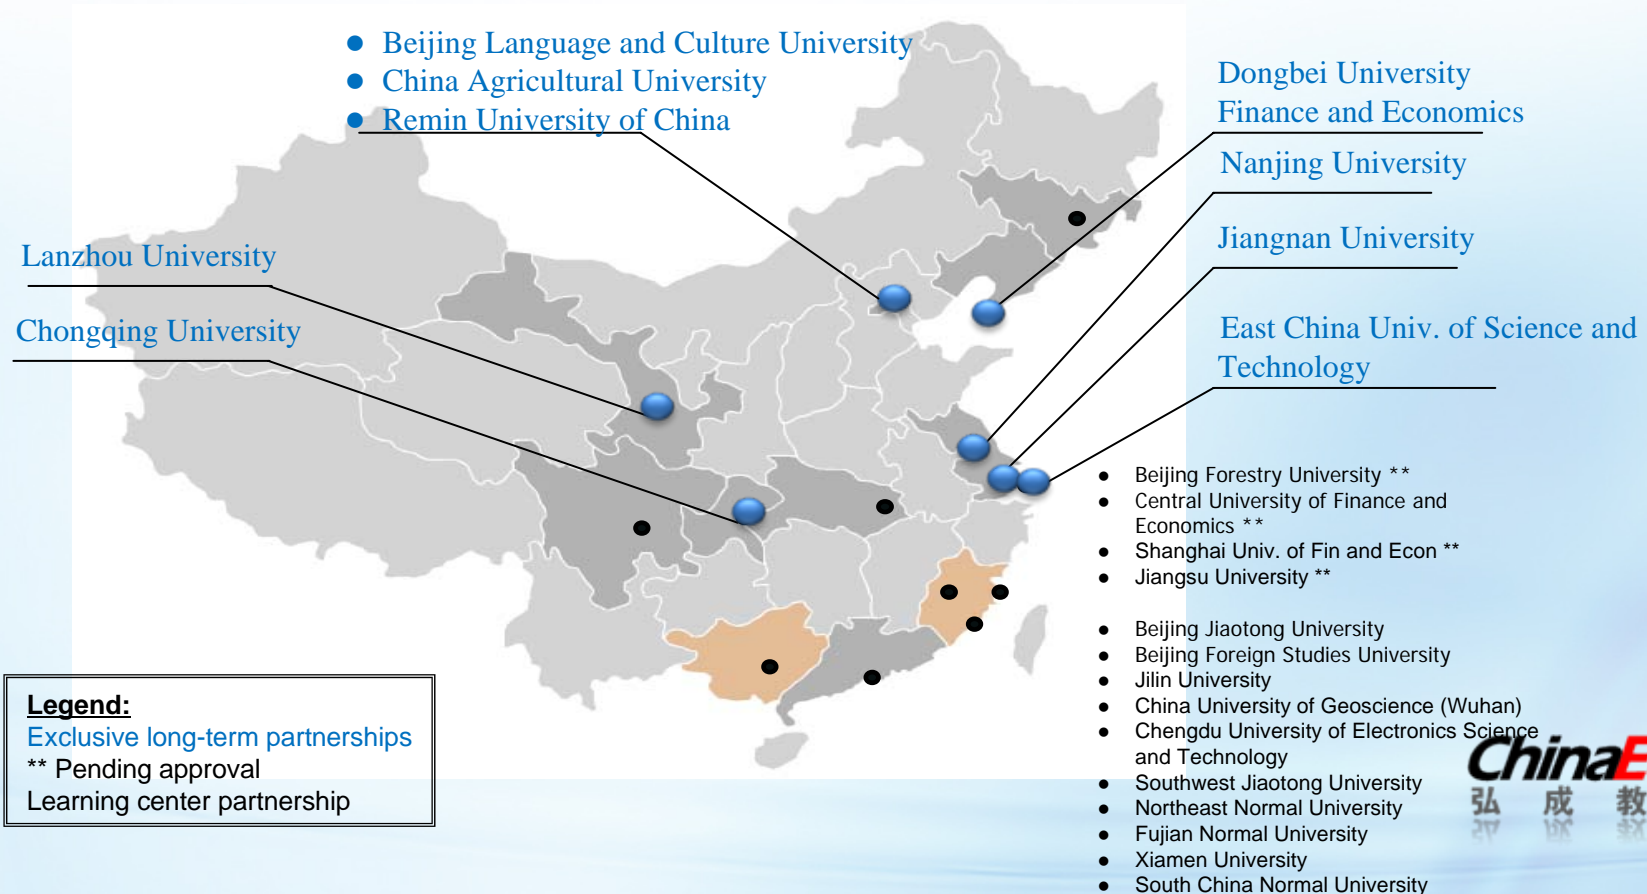 Beijing Language and Culture University
China Agricultural University
Remin University of China
Dongbei University
Finance and Economics
Nanjing University
Jiangnan University
East China Univ. of Science and
Technology
Lanzhou University
Chongqing University
Beijing Forestry University **
Central University of Finance and
Economics **
Shanghai Univ. of Fin and Econ **
Jiangsu University **
Beijing Jiaotong University
Beijing Foreign Studies University
Jilin University
China University of Geoscience (Wuhan)
Chengdu University of Electronics Science
and Technology
Southwest Jiaotong University
Northeast Normal University
Fujian Normal University
Xiamen University
South China Normal University
Legend:
Exclusive long-term partnerships
** Pending approval
Learning center partnership
ChinaE
弘 成 教